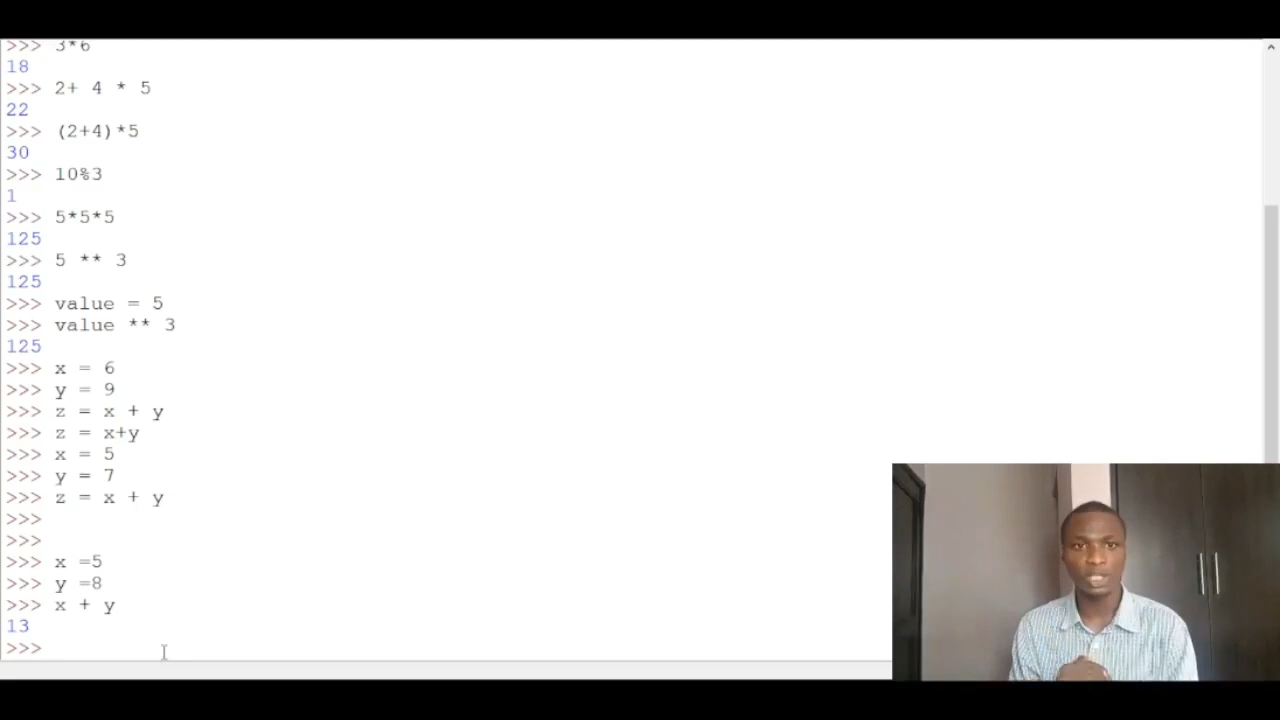 >>> 3*6
18
>>> 2+ 4 * 5
22
>>> (2+4)*5
30
>>> 10%3
1
>>> 5*5*5
125
>>> 5 ** 3
125
>>> value = 5
>>> value ** 3
125
>>> x = 6
>>> y = 9
>>> z = x + y
>>> z = x+y
>>> x = 5
>>> y = 7
>>> z = x + y
>>>
>>>
>>> x =5
>>> y =8
>>> x + y
13
>>>